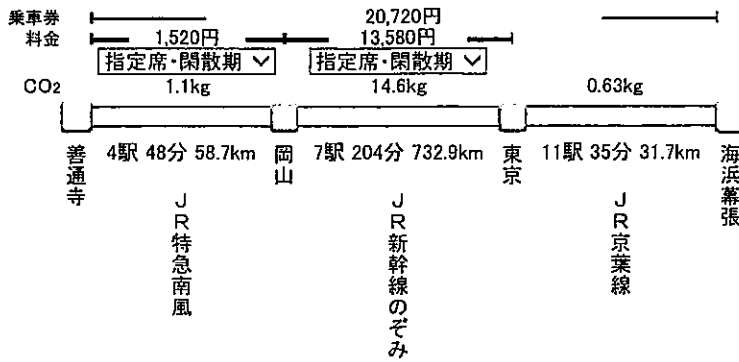 乗車券 20,720円
料金 1,520円 13,580円
指定席・閑散期 指定席・閑散期
CO2 1.1kg 14.6kg 0.63kg
善通寺 4駅 48分 58.7km 岡山 7駅 204分 732.9km 東京 11駅 35分 31.7km 海浜幕張
JR特急南風 JR新幹線のぞみ JR京葉線